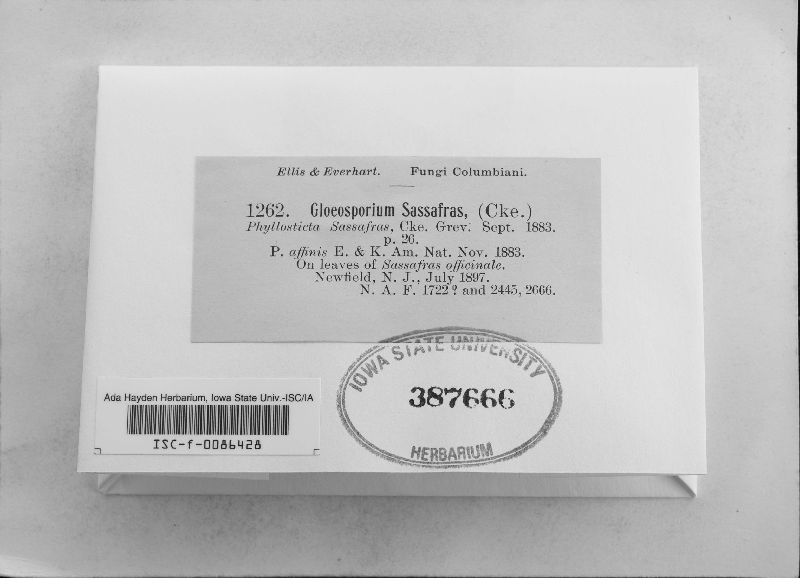 Ellis & Everhart. Fungi Columbiani.
1262. Gloeosporium Sassafras, (Cke.)
Phyllosticta Sassafras, Cke. Grev. Sept. 1883.
p. 26.
P. affinis E. & K. Am. Nat. Nov. 1883.
On leaves of Sassafras officinale.
Newfield, N. J., July 1897.
N. A. F. 1722? and 2445, 2666.
IOWA STATE UNIVERSITY
387666
HERBARIUM
Ada Hayden Herbarium, Iowa State Univ.-ISC/IA
ISC-f-0086428